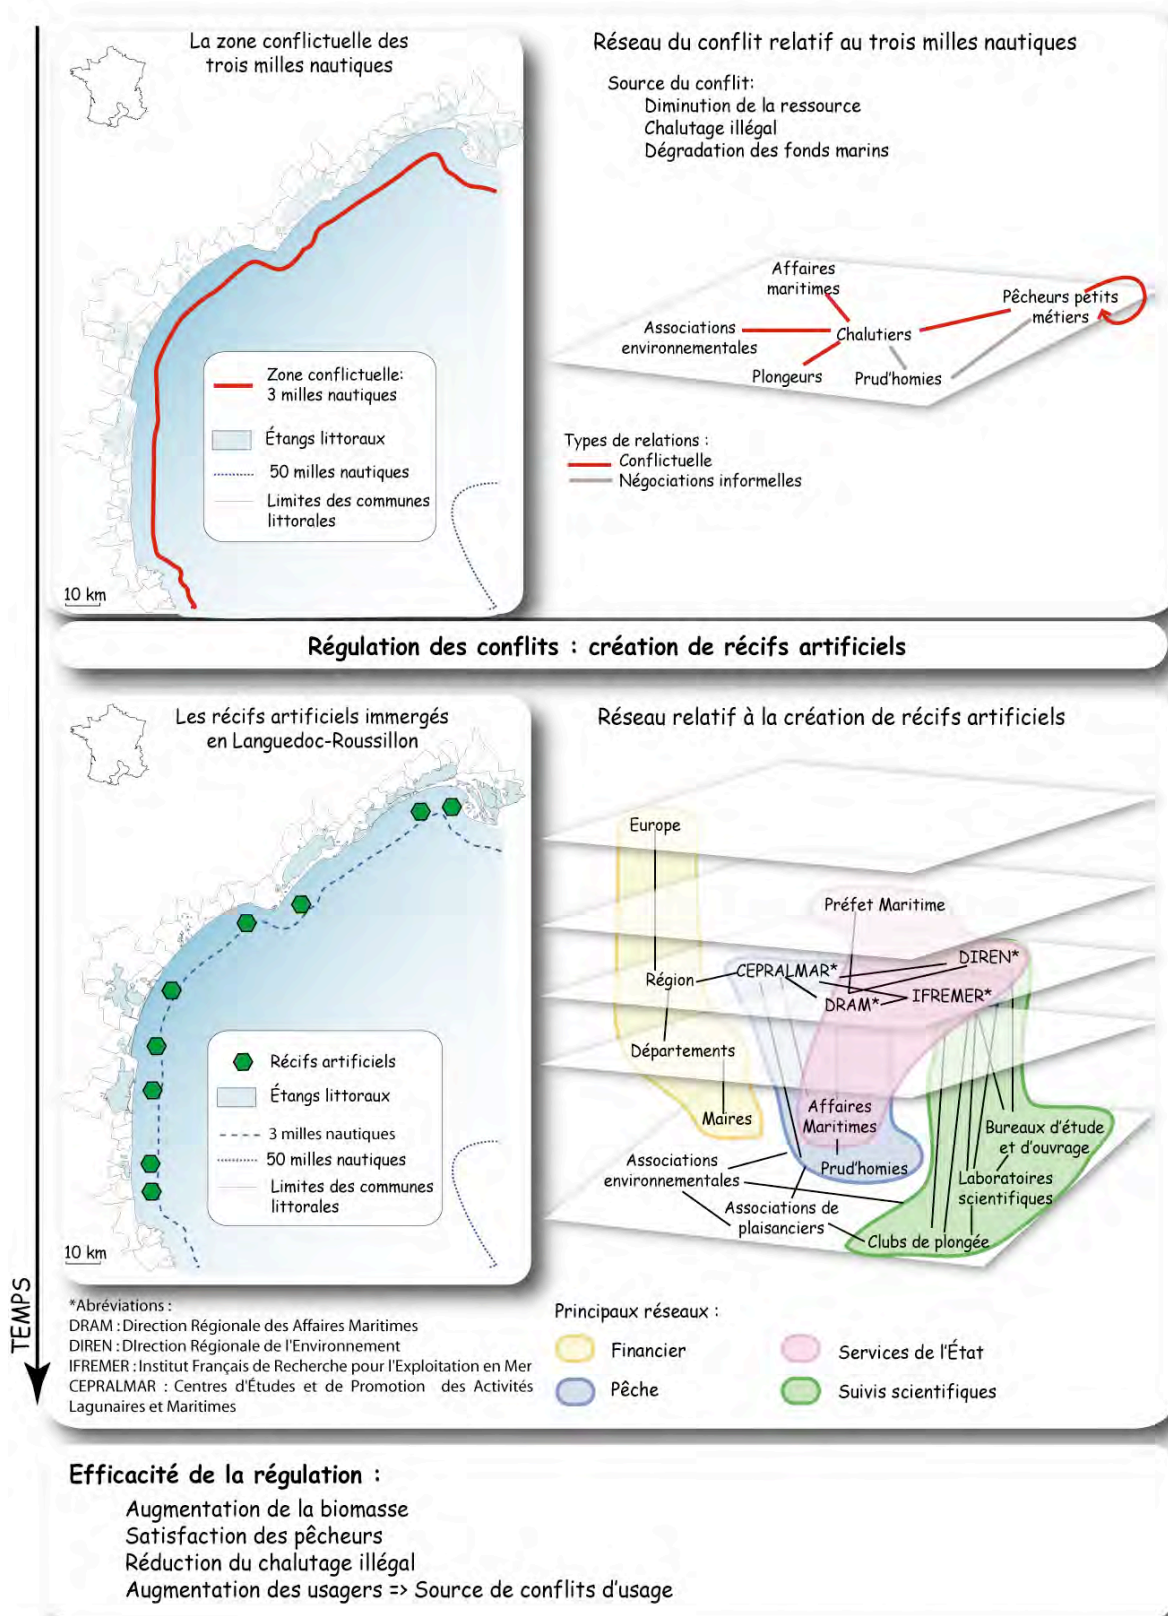 La zone conflictuelle des
trois milles nautiques
Zone conflictuelle:
3 milles nautiques
Étangs littoraux
50 milles nautiques
Limites des communes
littorales
10 km
Réseau du conflit relatif au trois milles nautiques
Source du conflit:
Diminution de la ressource
Chalutage illégal
Dégradation des fonds marins
Affaires
maritimes
Pêcheurs petits
métiers
Associations
environnementales
Chalutiers
Plongeurs
Prud'homies
Types de relations :
Conflictuelle
Négociations informelles
Régulation des conflits : création de récifs artificiels
Les récifs artificiels immergés
en Languedoc-Roussillon
Récifs artificiels
Étangs littoraux
3 milles nautiques
50 milles nautiques
Limites des communes
littorales
10 km
Réseau relatif à la création de récifs artificiels
Europe
Préfet Maritime
DIREN*
CEPRALMAR*
Région
IFREMER*
DRAM*
Départements
Maires
Affaires
Maritimes
Bureaux d'étude
et d'ouvrage
Associations
environnementales
Prud'homies
Laboratoires
scientifiques
Associations de
plaisanciers
Clubs de plongée
TEMPS
*Abréviations :
DRAM : Direction Régionale des Affaires Maritimes
DIREN : DIrection Régionale de l'Environnement
IFREMER : Institut Français de Recherche pour l'Exploitation en Mer
CEPRALMAR : Centres d'Études et de Promotion des Activités
Lagunaires et Maritimes
Principaux réseaux :
Financier
Pêche
Services de l'État
Suivis scientifiques
Efficacité de la régulation :
Augmentation de la biomasse
Satisfaction des pêcheurs
Réduction du chalutage illégal
Augmentation des usagers => Source de conflits d'usage